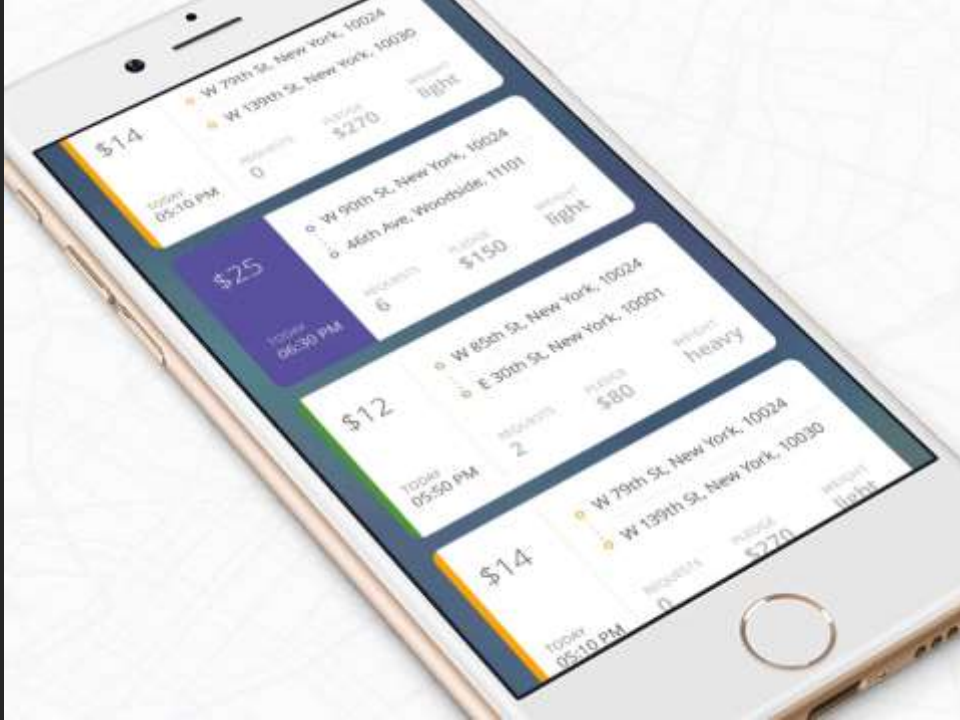 $14
TODAY
05:10 PM
W 79th St, New York, 10024
W 139th St, New York, 10030
REQUESTS
0
PLEDGE
$270
WEIGHT
light
$25
TODAY
06:30 PM
W 90th St, New York, 10024
46th Ave, Woodside, 11101
REQUESTS
6
PLEDGE
$150
WEIGHT
light
$12
TODAY
05:50 PM
W 85th St, New York, 10024
E 30th St, New York, 10001
REQUESTS
2
PLEDGE
$80
WEIGHT
heavy
$14
TODAY
05:10 PM
W 79th St, New York, 10024
W 139th St, New York, 10030
REQUESTS
0
PLEDGE
$270
WEIGHT
light